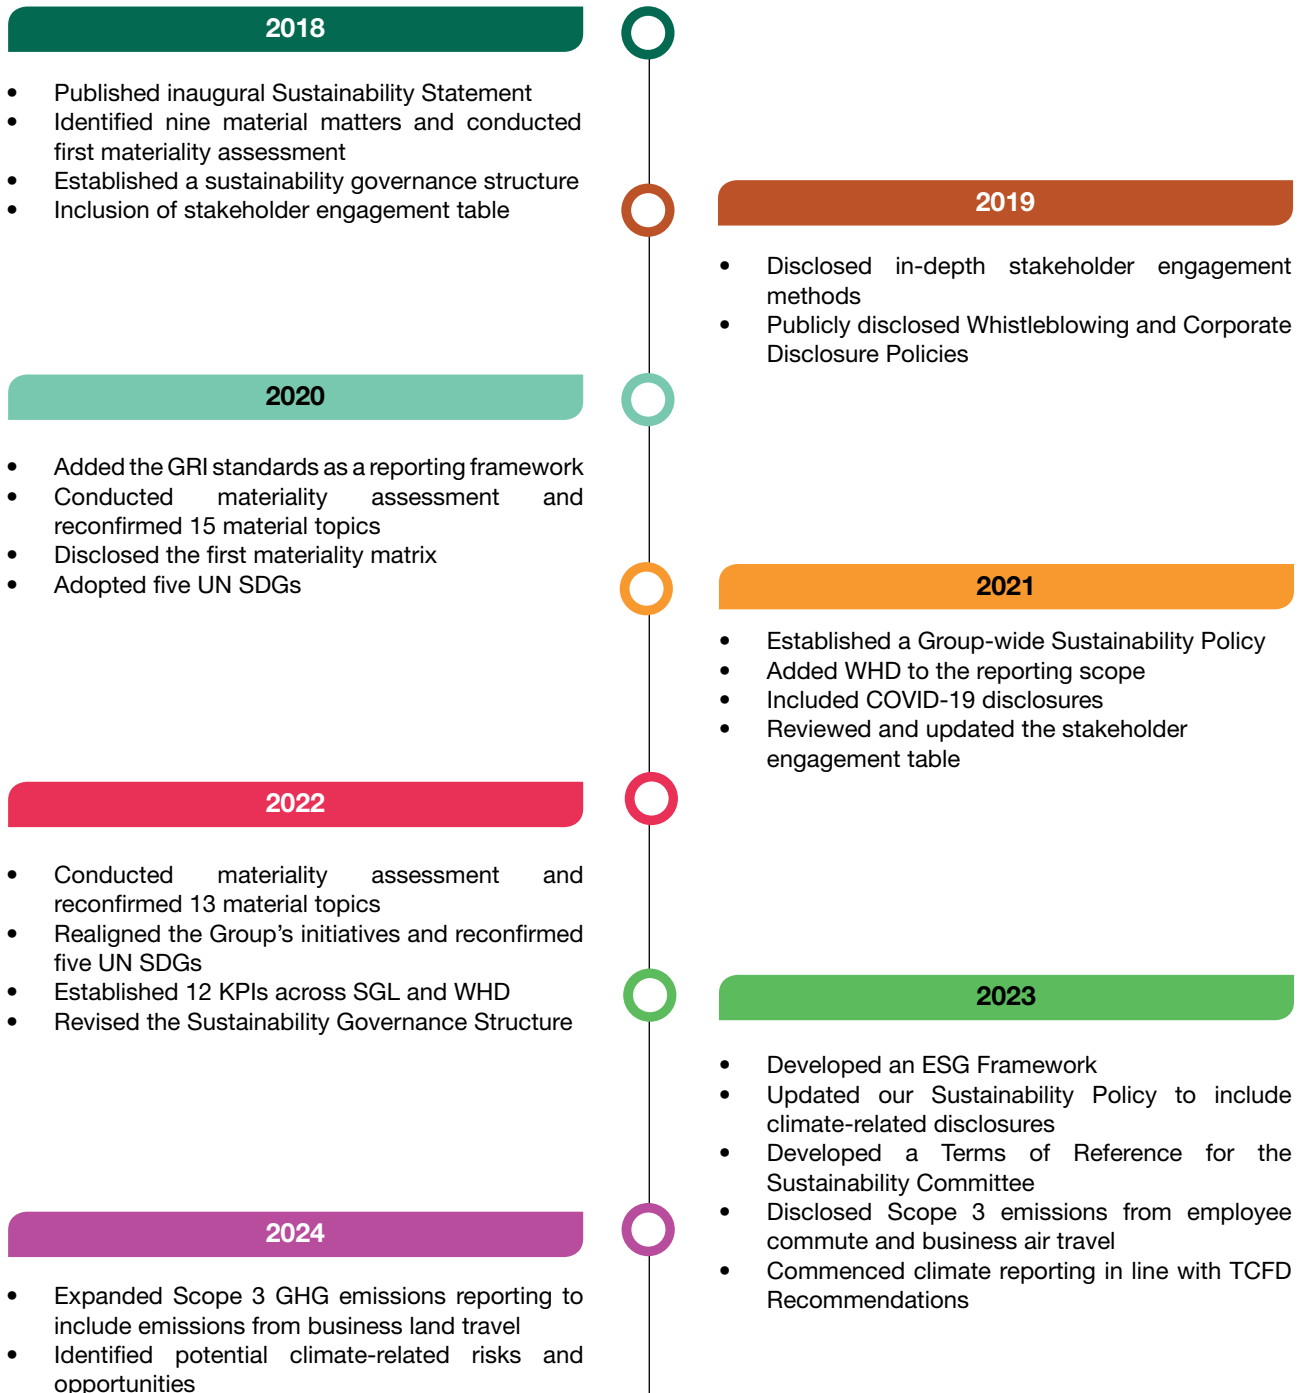 2018
• Published inaugural Sustainability Statement
• Identified nine material matters and conducted
first materiality assessment
• Established a sustainability governance structure
• Inclusion of stakeholder engagement table
2019
• Disclosed in-depth stakeholder engagement
methods
• Publicly disclosed Whistleblowing and Corporate
Disclosure Policies
2020
• Added the GRI standards as a reporting framework
• Conducted materiality assessment and
reconfirmed 15 material topics
• Disclosed the first materiality matrix
• Adopted five UN SDGs
2021
• Established a Group-wide Sustainability Policy
• Added WHD to the reporting scope
• Included COVID-19 disclosures
• Reviewed and updated the stakeholder
engagement table
2022
• Conducted materiality assessment and
reconfirmed 13 material topics
• Realigned the Group’s initiatives and reconfirmed
five UN SDGs
• Established 12 KPIs across SGL and WHD
• Revised the Sustainability Governance Structure
2023
• Developed an ESG Framework
• Updated our Sustainability Policy to include
climate-related disclosures
• Developed a Terms of Reference for the
Sustainability Committee
• Disclosed Scope 3 emissions from employee
commute and business air travel
• Commenced climate reporting in line with TCFD
Recommendations
2024
• Expanded Scope 3 GHG emissions reporting to
include emissions from business land travel
• Identified potential climate-related risks and
opportunities